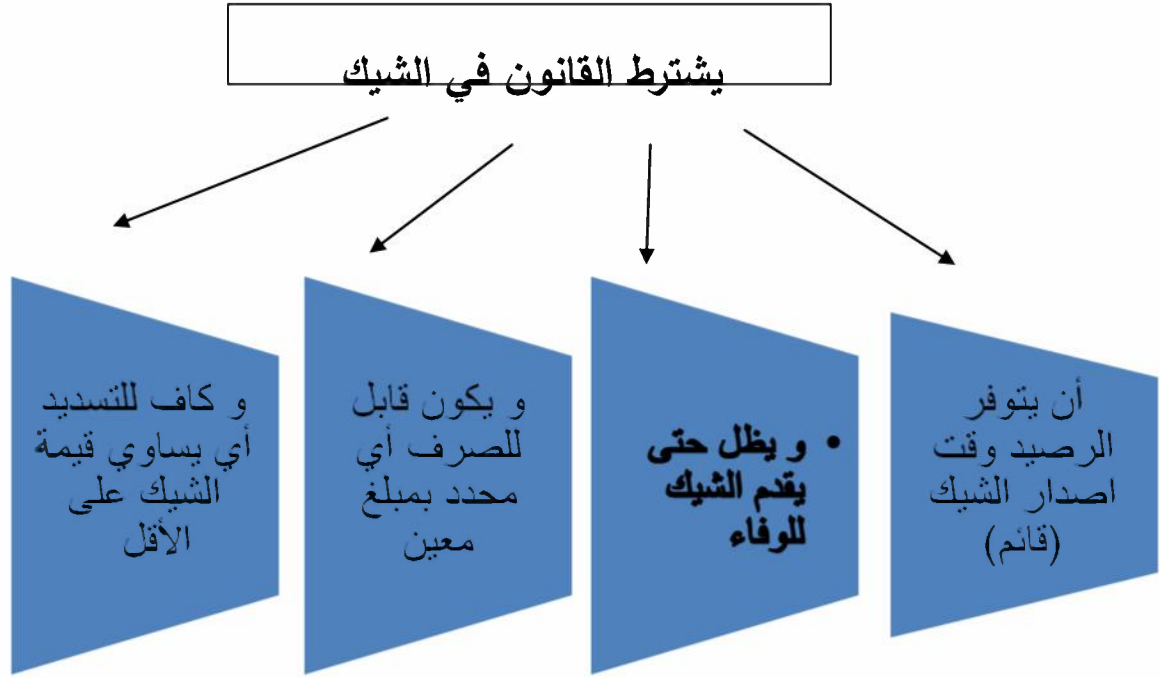 يشترط القانون في الشيك
أن يتوفر
الرصيد وقت
اصدار الشيك
(قائم)
• و يظل حتى
يقدم الشيك
للوفاء
و يكون قابل
للصرف أي
محدد بمبلغ
معين
و كاف للتسديد
أي يساوي قيمة
الشيك على
الأقل